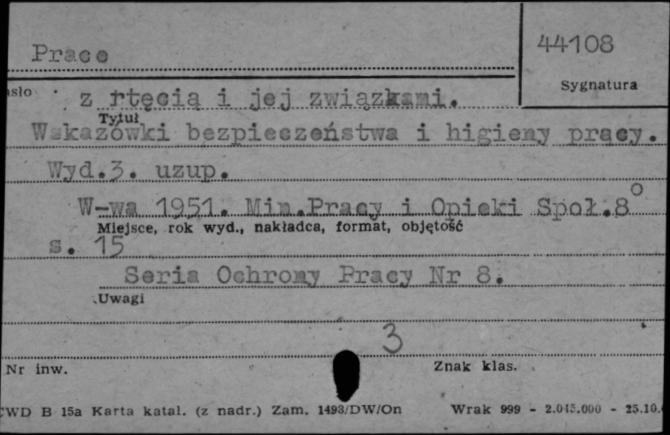 Prace
44108
Sygnatura
z rtęcią i jej związkami.
Tytuł
Wskazówki bezpieczeństwa i higieny pracy.
Wyd.3. uzup.
W-wa 1951. Min.Pracy i Opieki Społ.8°
Miejsce, rok wyd., nakładca, format, objętość
s. 15
Seria Ochrony Pracy Nr 8.
Uwagi
3
Nr inw.
Znak klas.
CWD B 15a Karta katal. (z nadr.) Zam. 1493/DW/On Wrak 999 - 2.015.000 - 25.10.